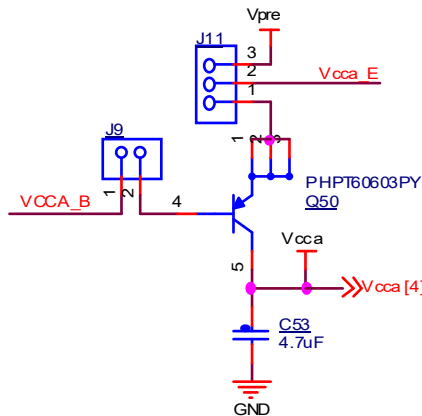 Vpre
J11
3
2
Vcca_E
1
J9
1
2
3
PHPT60603PY
Q50
VCCA_B
1
2
4
Vcca
5
Vcca [4]
C53
4.7uF
GND